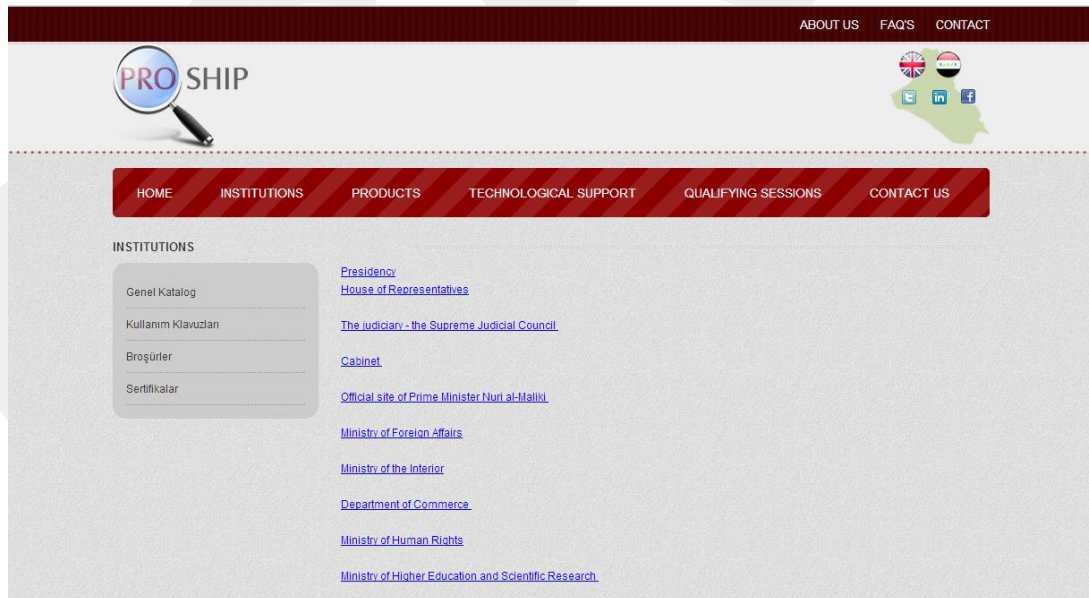 ABOUT US FAQ'S CONTACT
PRO SHIP
HOME INSTITUTIONS PRODUCTS TECHNOLOGICAL SUPPORT QUALIFYING SESSIONS CONTACT US
INSTITUTIONS
Genel Katalog
Kullanım Klavuzları
Broşürler
Sertifikalar
Presidency
House of Representatives
The judiciary - the Supreme Judicial Council
Cabinet
Official site of Prime Minister Nuri al-Maliki
Ministry of Foreign Affairs
Ministry of the Interior
Department of Commerce
Ministry of Human Rights
Ministry of Higher Education and Scientific Research